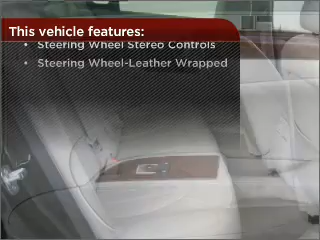 This vehicle features:
• Steering Wheel Stereo Controls
• Steering Wheel-Leather Wrapped